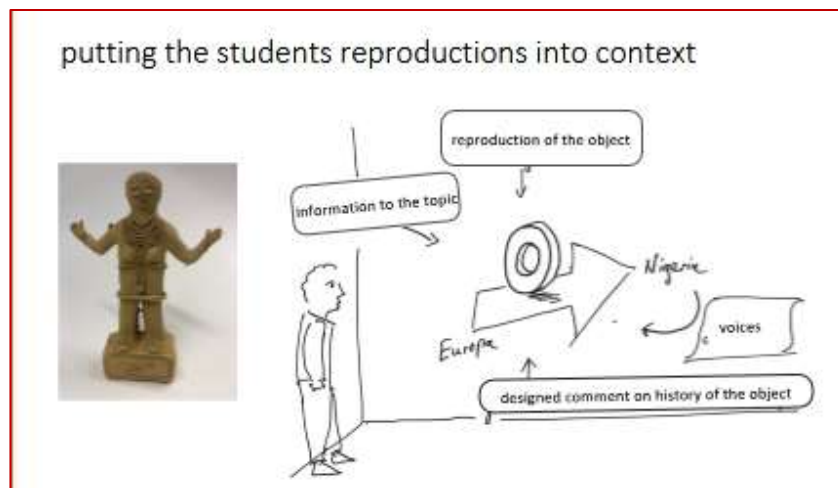 putting the students reproductions into context
reproduction of the object
information to the topic
Nigeria
voices
Europa
designed comment on history of the object